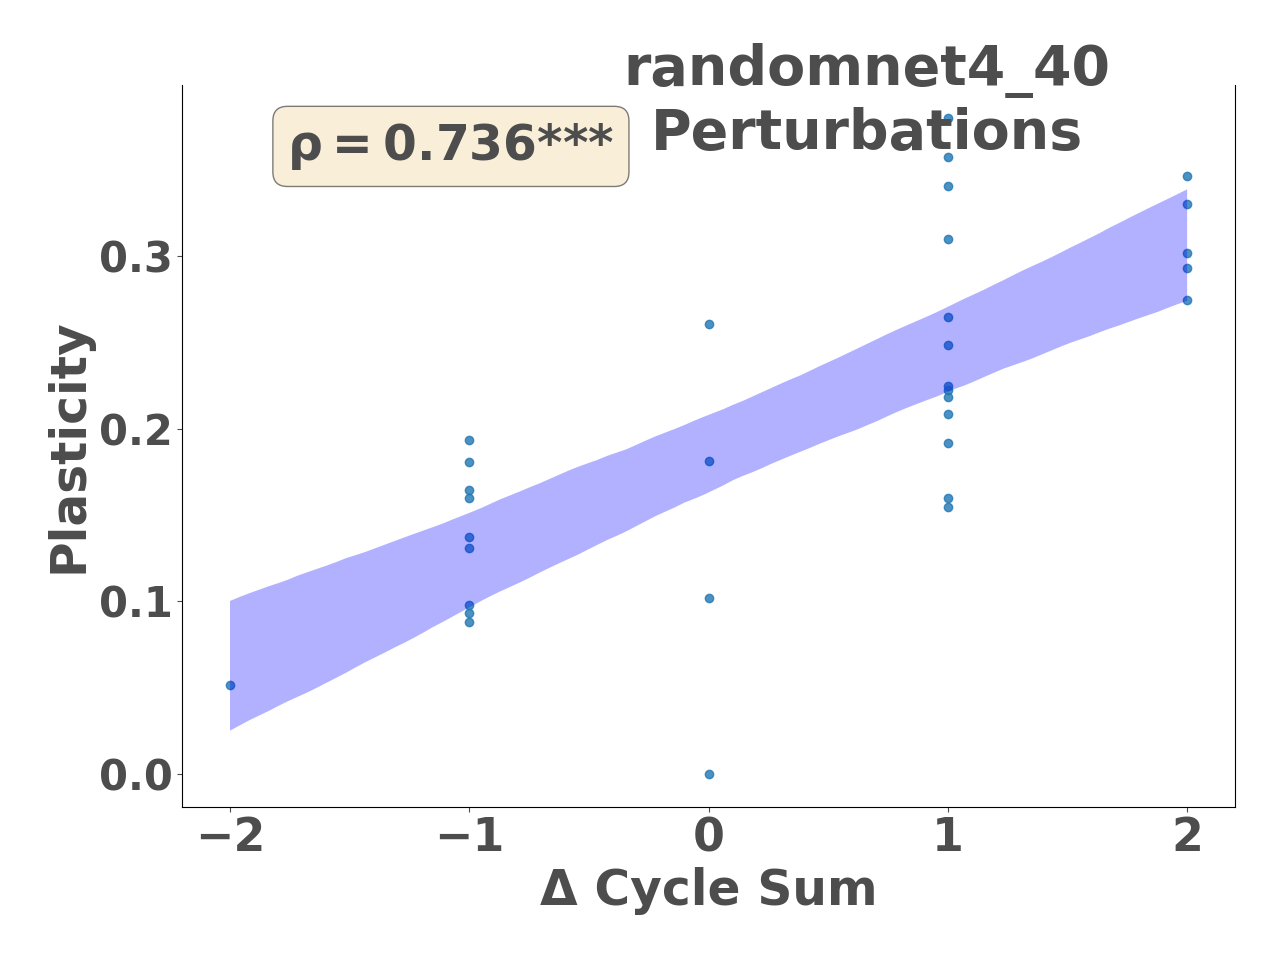 randomnet4_40
Perturbations
ρ = 0.736***
Plasticity
0.3
0.2
0.1
0.0
−2 −1 0 1 2
Δ Cycle Sum